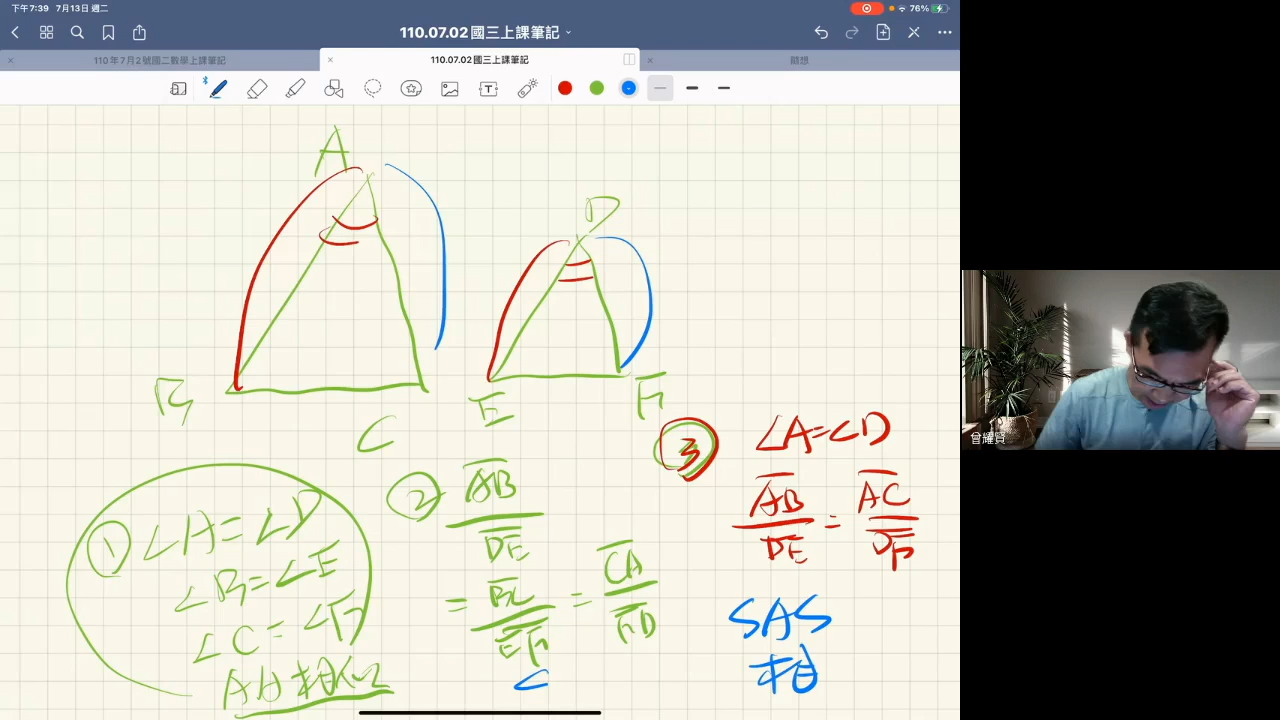 下午7:39 7月13日 週二
76%
110.07.02國三上課筆記
110年7月2號國二數學上課筆記
110.07.02國三上課筆記
隨想
A
D
B
C
E
F
曾耀賢
① ∠A=∠D
∠B=∠E
∠C=∠F
AA相似
② AB/DE
= BC/EF = CA/FD
③ ∠A=∠D
AB/DE = AC/DF
SAS
相